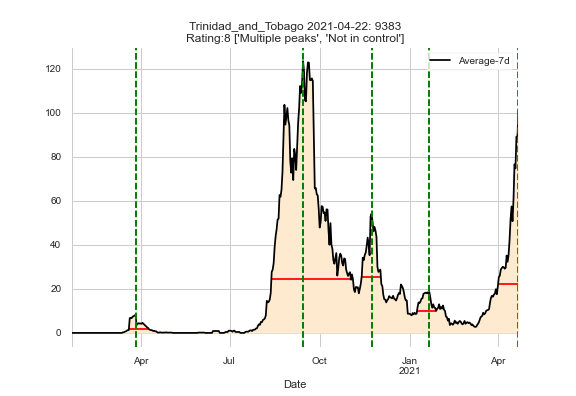 Trinidad_and_Tobago 2021-04-22: 9383
Rating:8 ['Multiple peaks', 'Not in control']
Average-7d
120
100
80
60
40
20
0
Apr
Jul
Oct
Jan
2021
Apr
Date